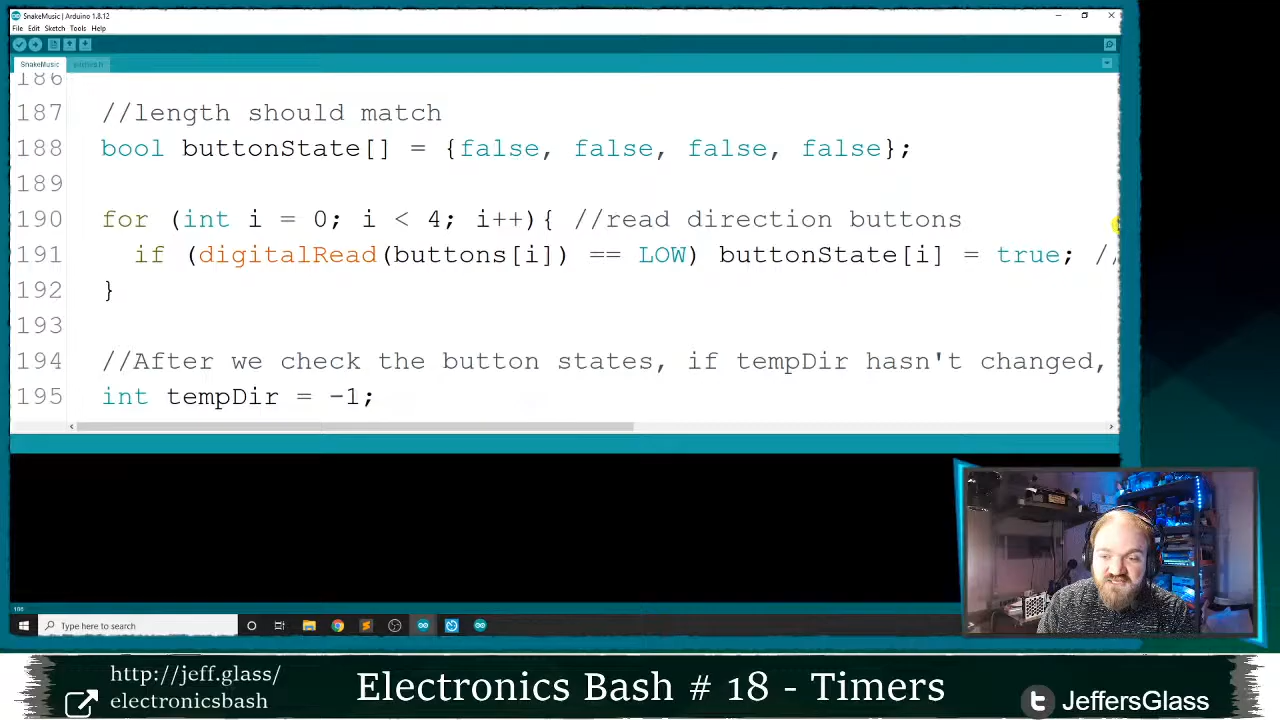 SnakeMusic | Arduino 1.8.12
File Edit Sketch Tools Help
SnakeMusic
186
187 //length should match
188 bool buttonState[] = {false, false, false, false};
189
190 for (int i = 0; i < 4; i++){ //read direction buttons
191 if (digitalRead(buttons[i]) == LOW) buttonState[i] = true; //
192 }
193
194 //After we check the button states, if tempDir hasn't changed,
195 int tempDir = -1;
Type here to search
http://jeff.glass/
electronicsbash
Electronics Bash # 18 - Timers
JeffersGlass